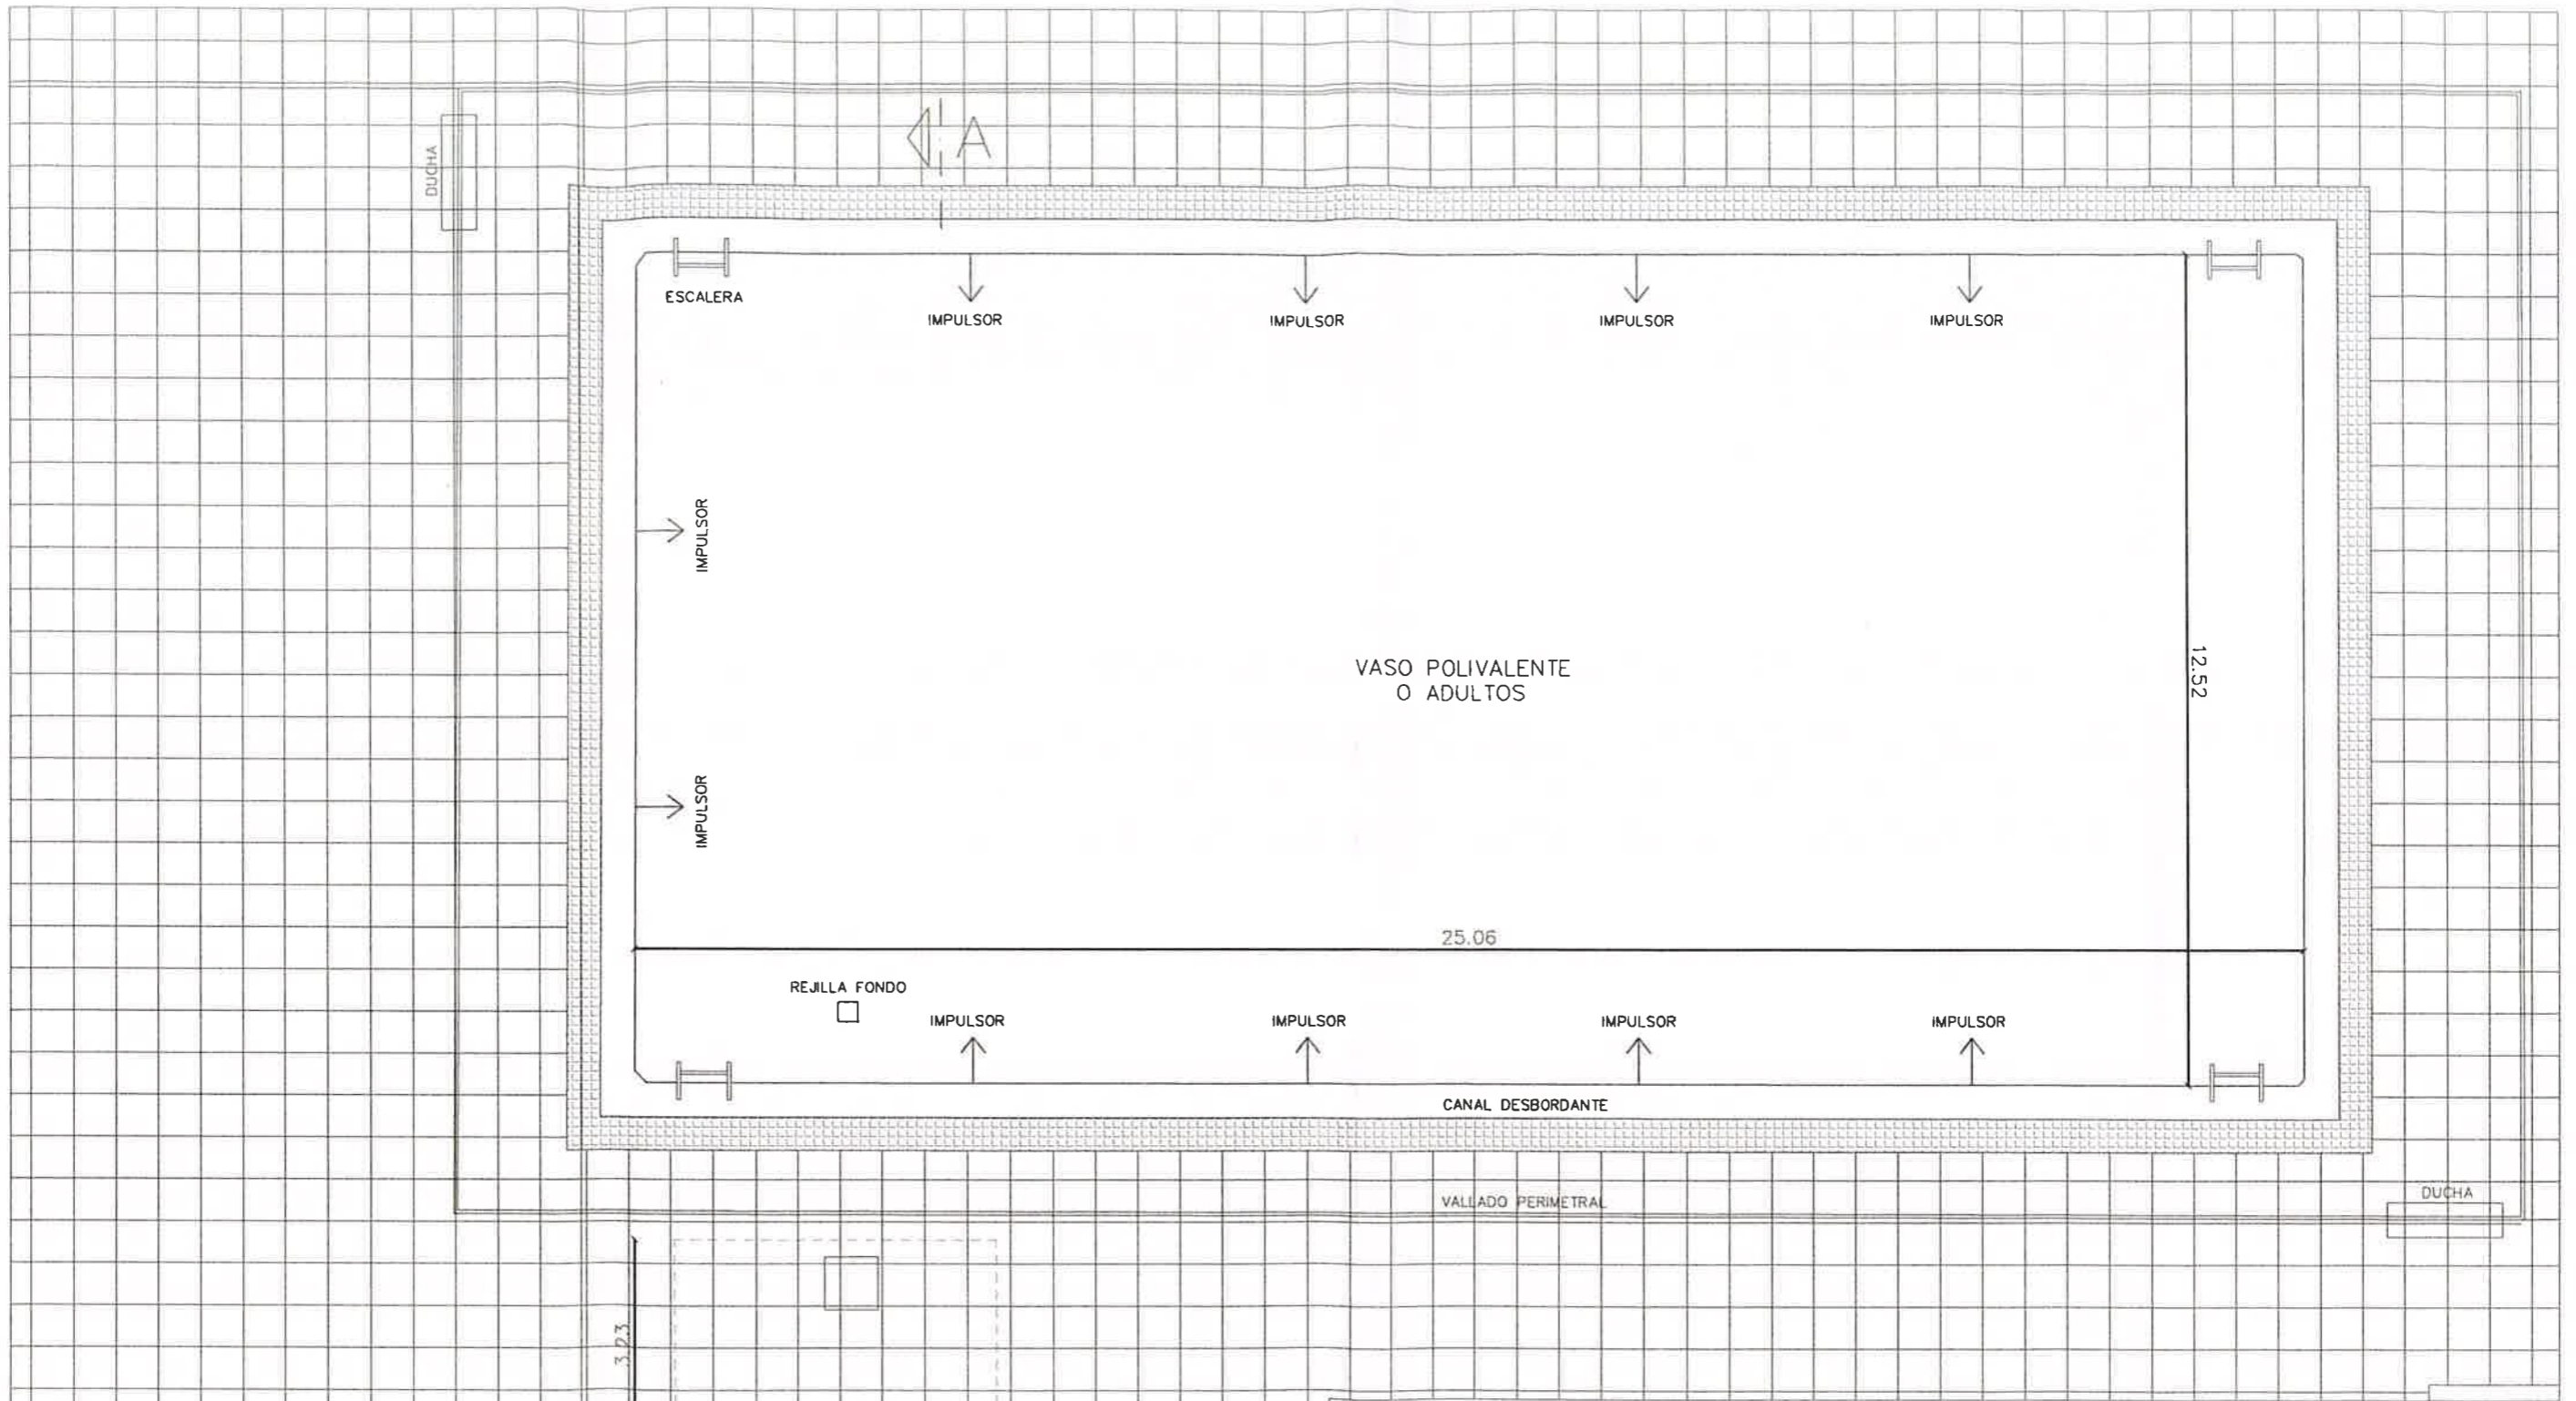 DUCHA
A
ESCALERA
IMPULSOR
IMPULSOR
IMPULSOR
IMPULSOR
IMPULSOR
IMPULSOR
VASO POLIVALENTE
O ADULTOS
12.52
25.06
REJILLA FONDO
IMPULSOR
IMPULSOR
IMPULSOR
IMPULSOR
CANAL DESBORDANTE
VALLADO PERIMETRAL
DUCHA
3.23